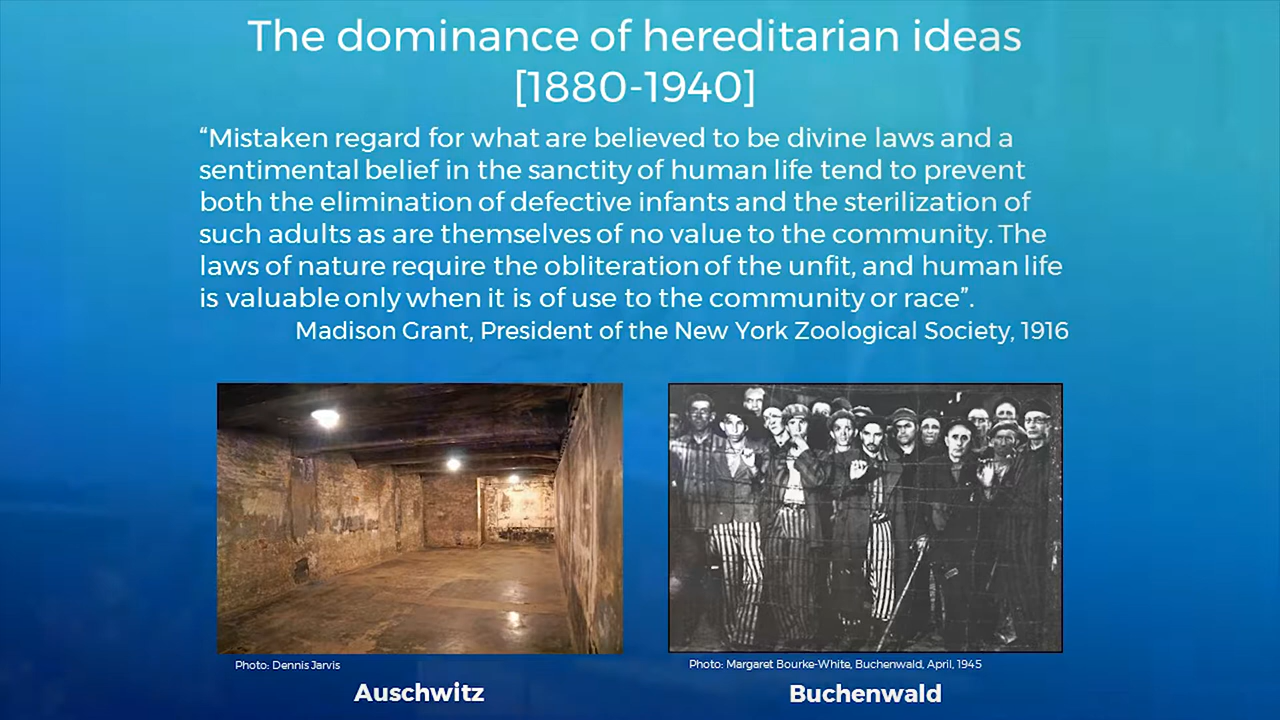 The dominance of hereditarian ideas
[1880-1940]
“Mistaken regard for what are believed to be divine laws and a
sentimental belief in the sanctity of human life tend to prevent
both the elimination of defective infants and the sterilization of
such adults as are themselves of no value to the community. The
laws of nature require the obliteration of the unfit, and human life
is valuable only when it is of use to the community or race”.
Madison Grant, President of the New York Zoological Society, 1916
Photo: Dennis Jarvis
Photo: Margaret Bourke-White, Buchenwald, April, 1945
Auschwitz
Buchenwald